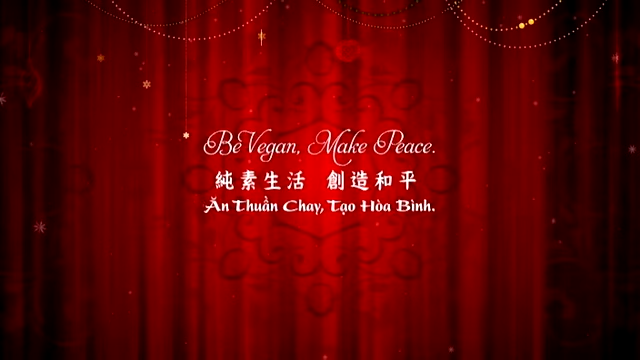 Be Vegan, Make Peace.
純素生活 創造和平
Ăn Thuần Chay, Tạo Hòa Bình.